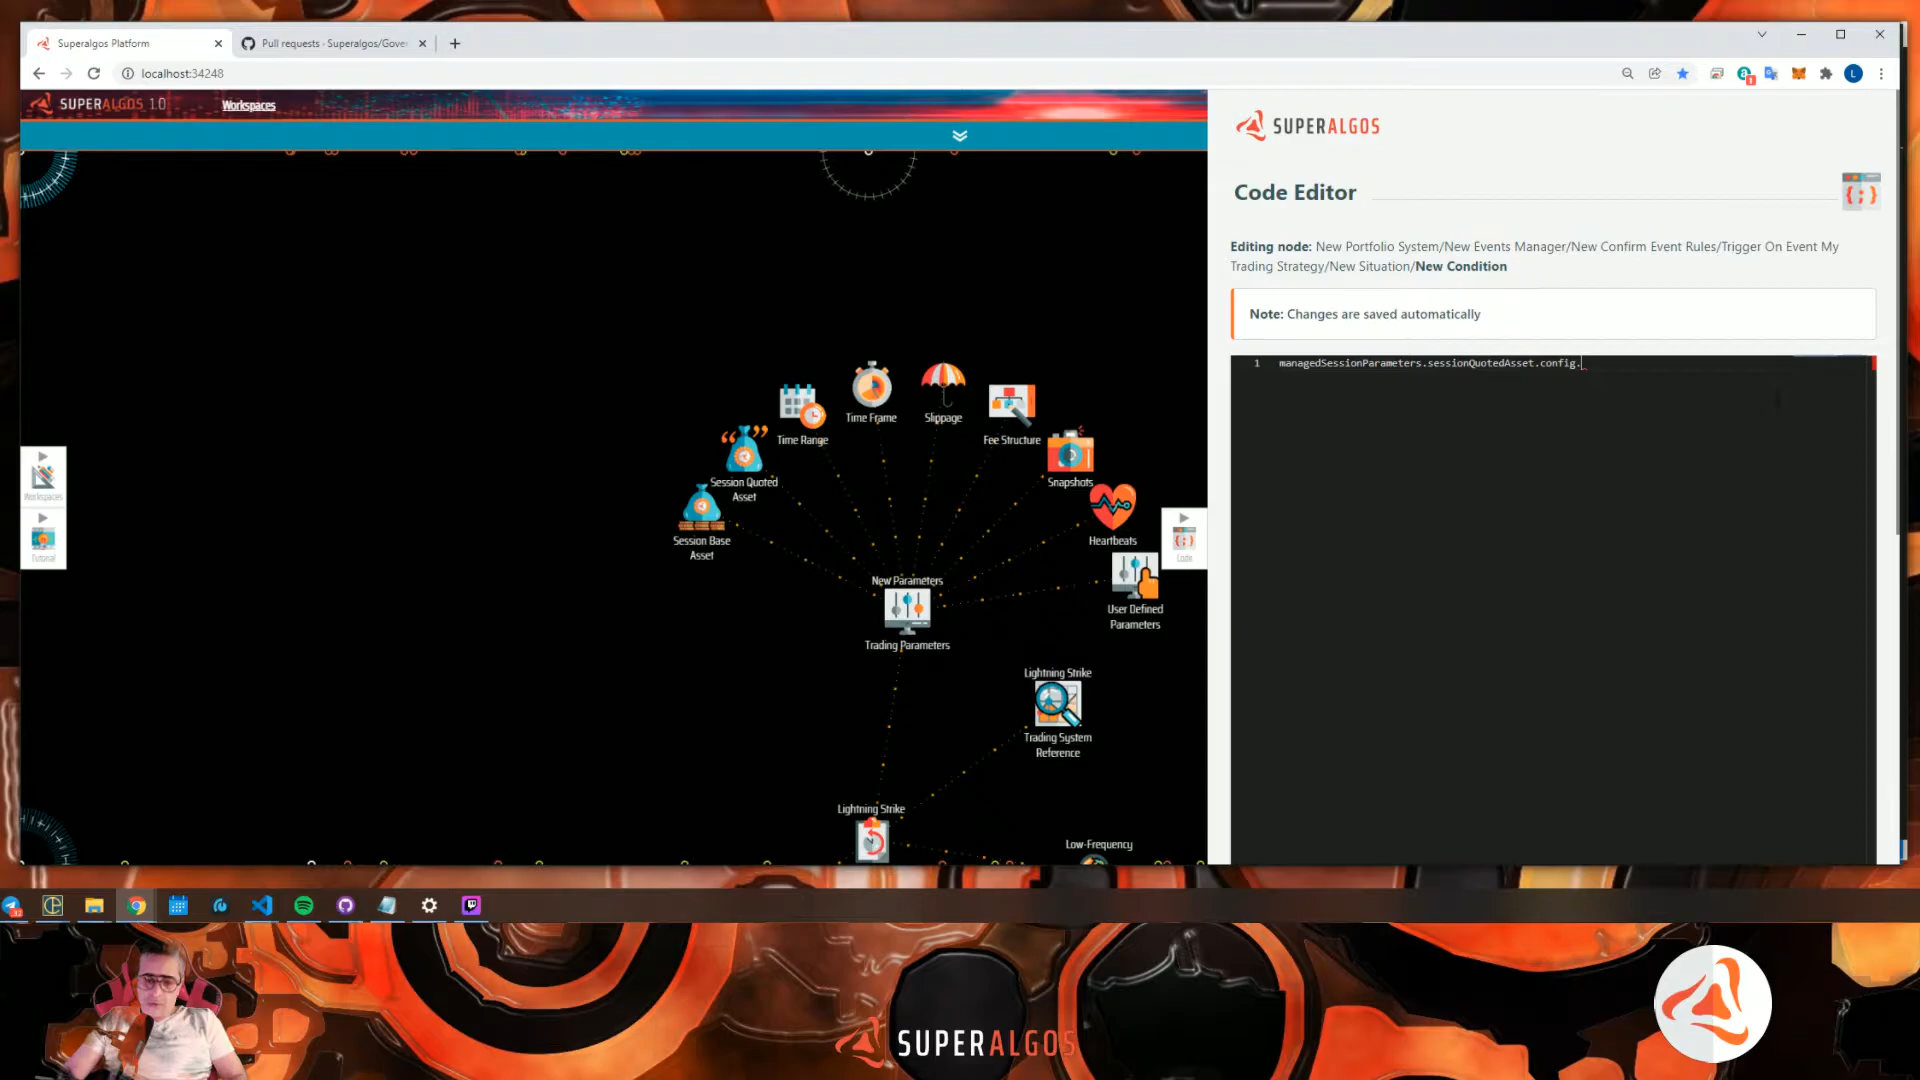 Superalgos Platform
Pull requests · Superalgos/Gover
localhost:34248
L
SUPERALGOS 1.0
Workspaces
SUPERALGOS
Code Editor
Editing node: New Portfolio System/New Events Manager/New Confirm Event Rules/Trigger On Event My
Trading Strategy/New Situation/New Condition
Note: Changes are saved automatically
1 managedSessionParameters.sessionQuotedAsset.config.
Time Frame
Slippage
Time Range
Fee Structure
Session Quoted
Asset
Snapshots
Session Base
Asset
Heartbeats
New Parameters
Trading Parameters
User Defined
Parameters
Workspaces
Tutorial
Code
Lightning Strike
Trading System
Reference
Lightning Strike
Low-Frequency
SUPERALGOS